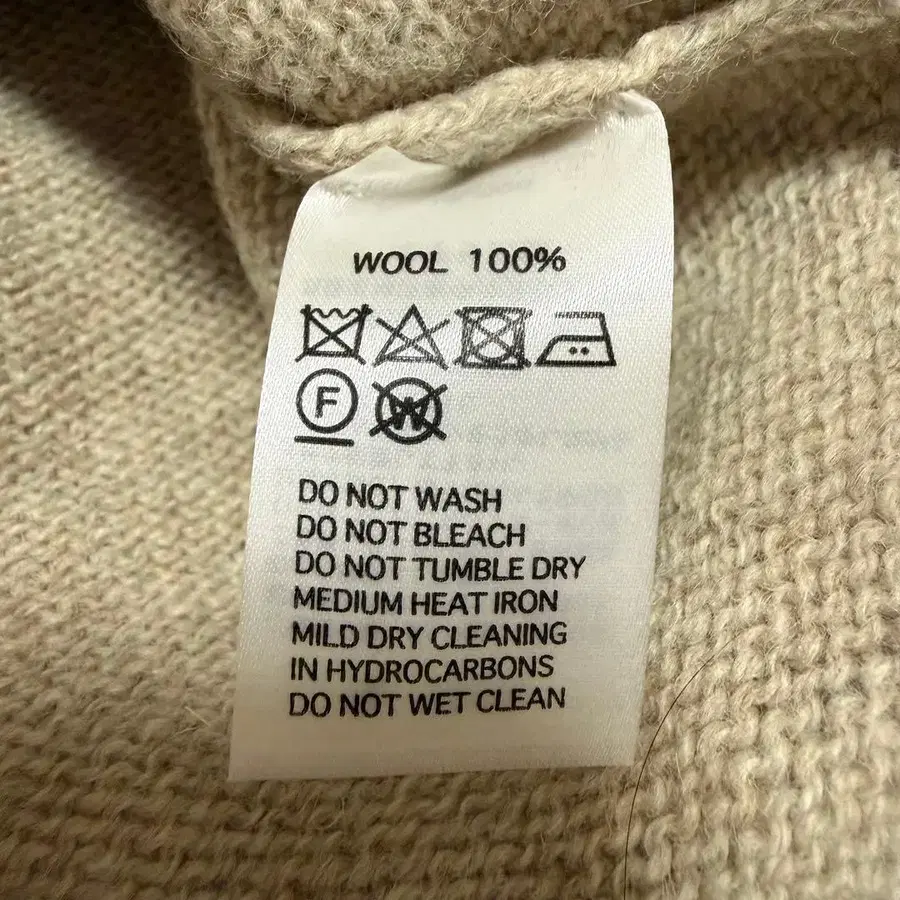 WOOL 100%
F W
DO NOT WASH
DO NOT BLEACH
DO NOT TUMBLE DRY
MEDIUM HEAT IRON
MILD DRY CLEANING
IN HYDROCARBONS
DO NOT WET CLEAN